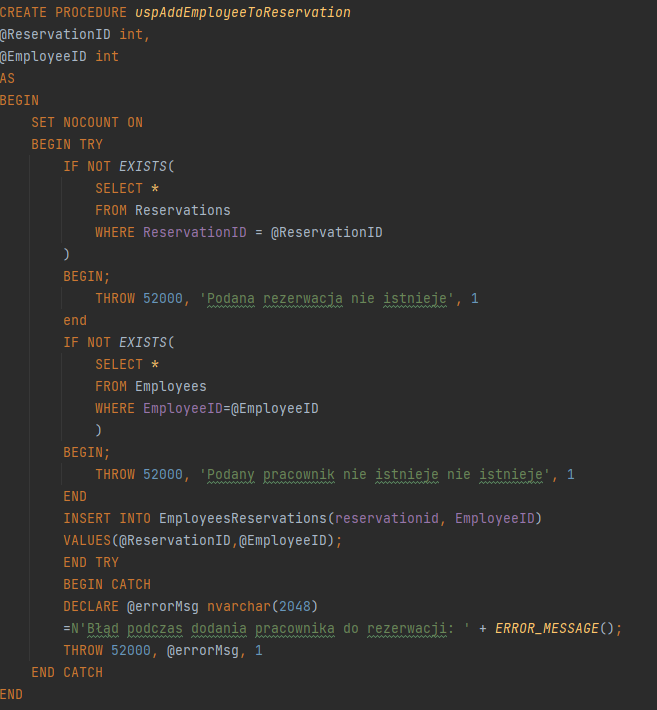 CREATE PROCEDURE uspAddEmployeeToReservation
@ReservationID int,
@EmployeeID int
AS
BEGIN
    SET NOCOUNT ON
    BEGIN TRY
        IF NOT EXISTS(
            SELECT *
            FROM Reservations
            WHERE ReservationID = @ReservationID
        )
        BEGIN;
            THROW 52000, 'Podana rezerwacja nie istnieje', 1
        end
        IF NOT EXISTS(
            SELECT *
            FROM Employees
            WHERE EmployeeID=@EmployeeID
            )
        BEGIN;
            THROW 52000, 'Podany pracownik nie istnieje nie istnieje', 1
        END
        INSERT INTO EmployeesReservations(reservationid, EmployeeID)
        VALUES(@ReservationID,@EmployeeID);
        END TRY
        BEGIN CATCH
        DECLARE @errorMsg nvarchar(2048)
        =N'Błąd podczas dodania pracownika do rezerwacji: ' + ERROR_MESSAGE();
        THROW 52000, @errorMsg, 1
    END CATCH
END